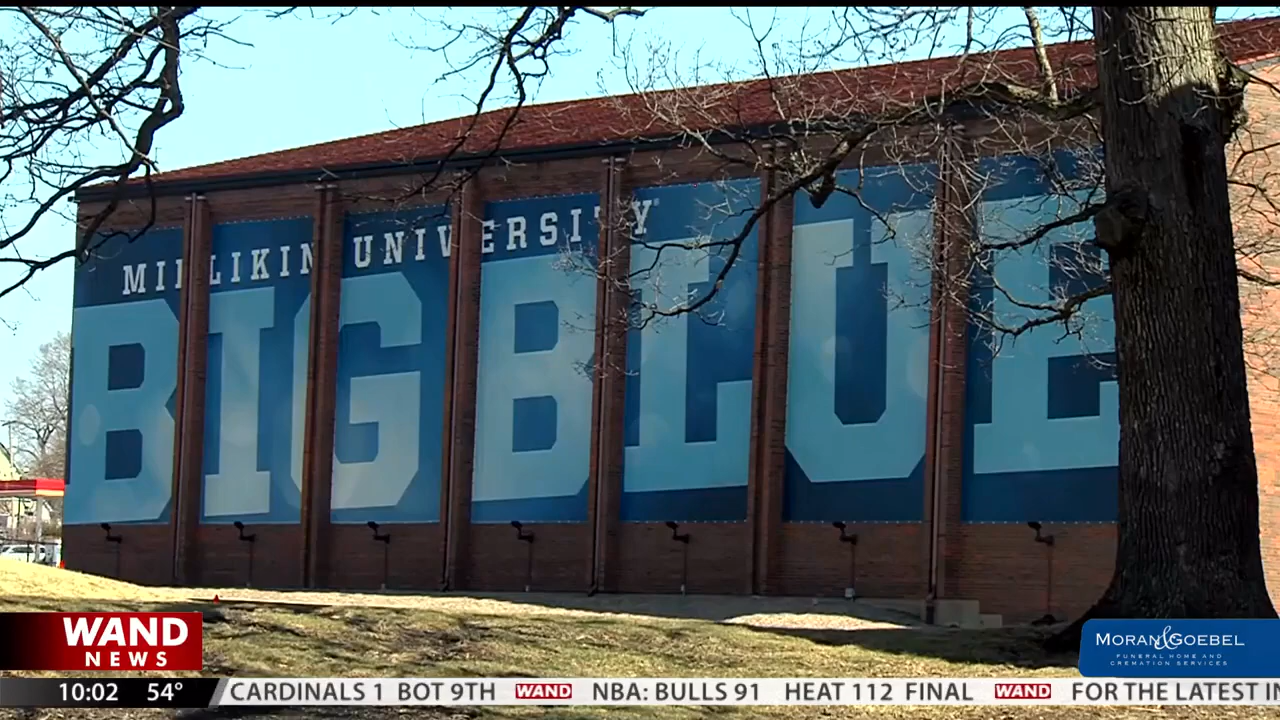 MILLIKIN UNIVERSITY
BIG BLUE
WAND
NEWS
MORAN & GOEBEL
FUNERAL HOME AND
CREMATION SERVICES
10:02 54° CARDINALS 1 BOT 9TH WAND NBA: BULLS 91 HEAT 112 FINAL WAND FOR THE LATEST IN